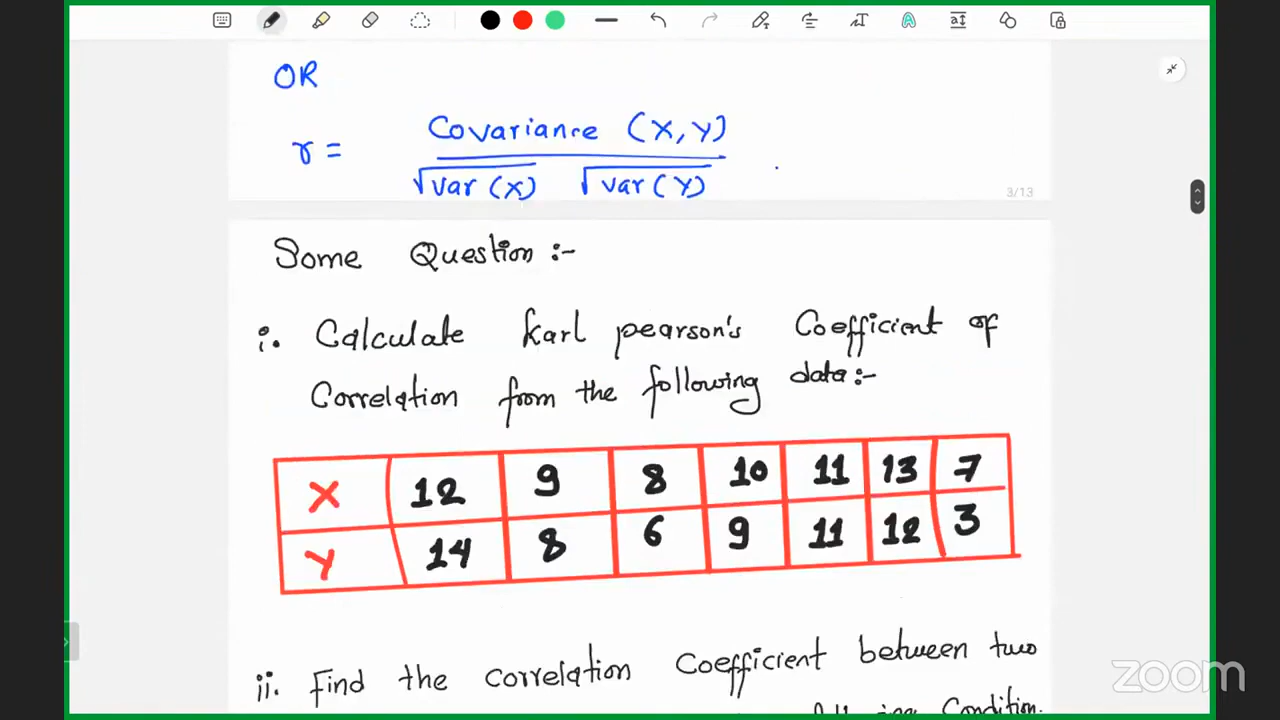 OR
r = Covariance (X,Y)
√var (X) √var (Y)
3/13
Some Question :-
i. Calculate Karl pearson's Coefficient of
Correlation from the following data:-
X 12 9 8 10 11 13 7
Y 14 8 6 9 11 12 3
ii. Find the correlation Coefficient between two
Condition.
zoom